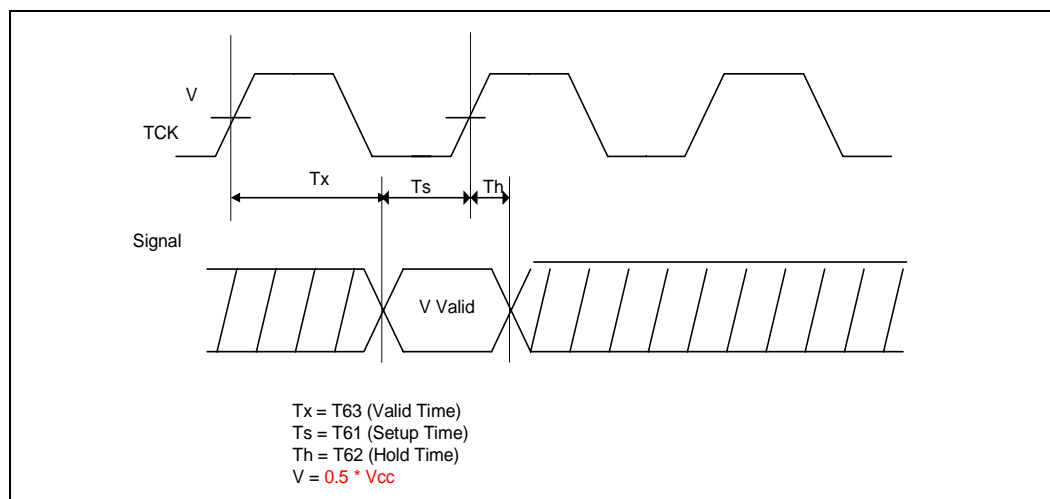 V
TCK
Tx Ts Th
Signal
V Valid
Tx = T63 (Valid Time)
Ts = T61 (Setup Time)
Th = T62 (Hold Time)
V = 0.5 * Vcc